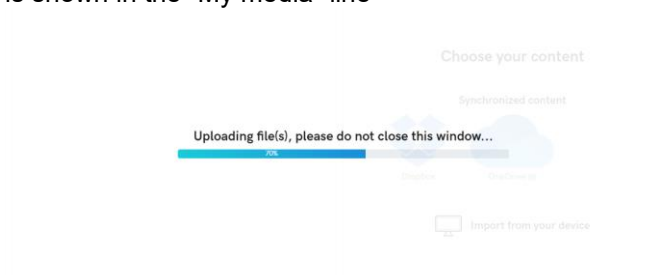 is shown in the "My media" line
Choose your content
Synchronized content
Uploading file(s), please do not close this window...
70%
Dropbox
Import from your device